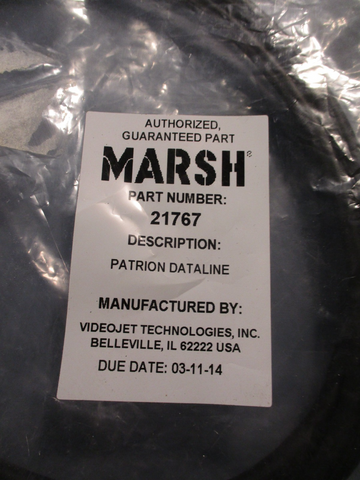 AUTHORIZED,
GUARANTEED PART
MARSH®
PART NUMBER:
21767
DESCRIPTION:
PATRION DATALINE
MANUFACTURED BY:
VIDEOJET TECHNOLOGIES, INC.
BELLEVILLE, IL 62222 USA
DUE DATE: 03-11-14